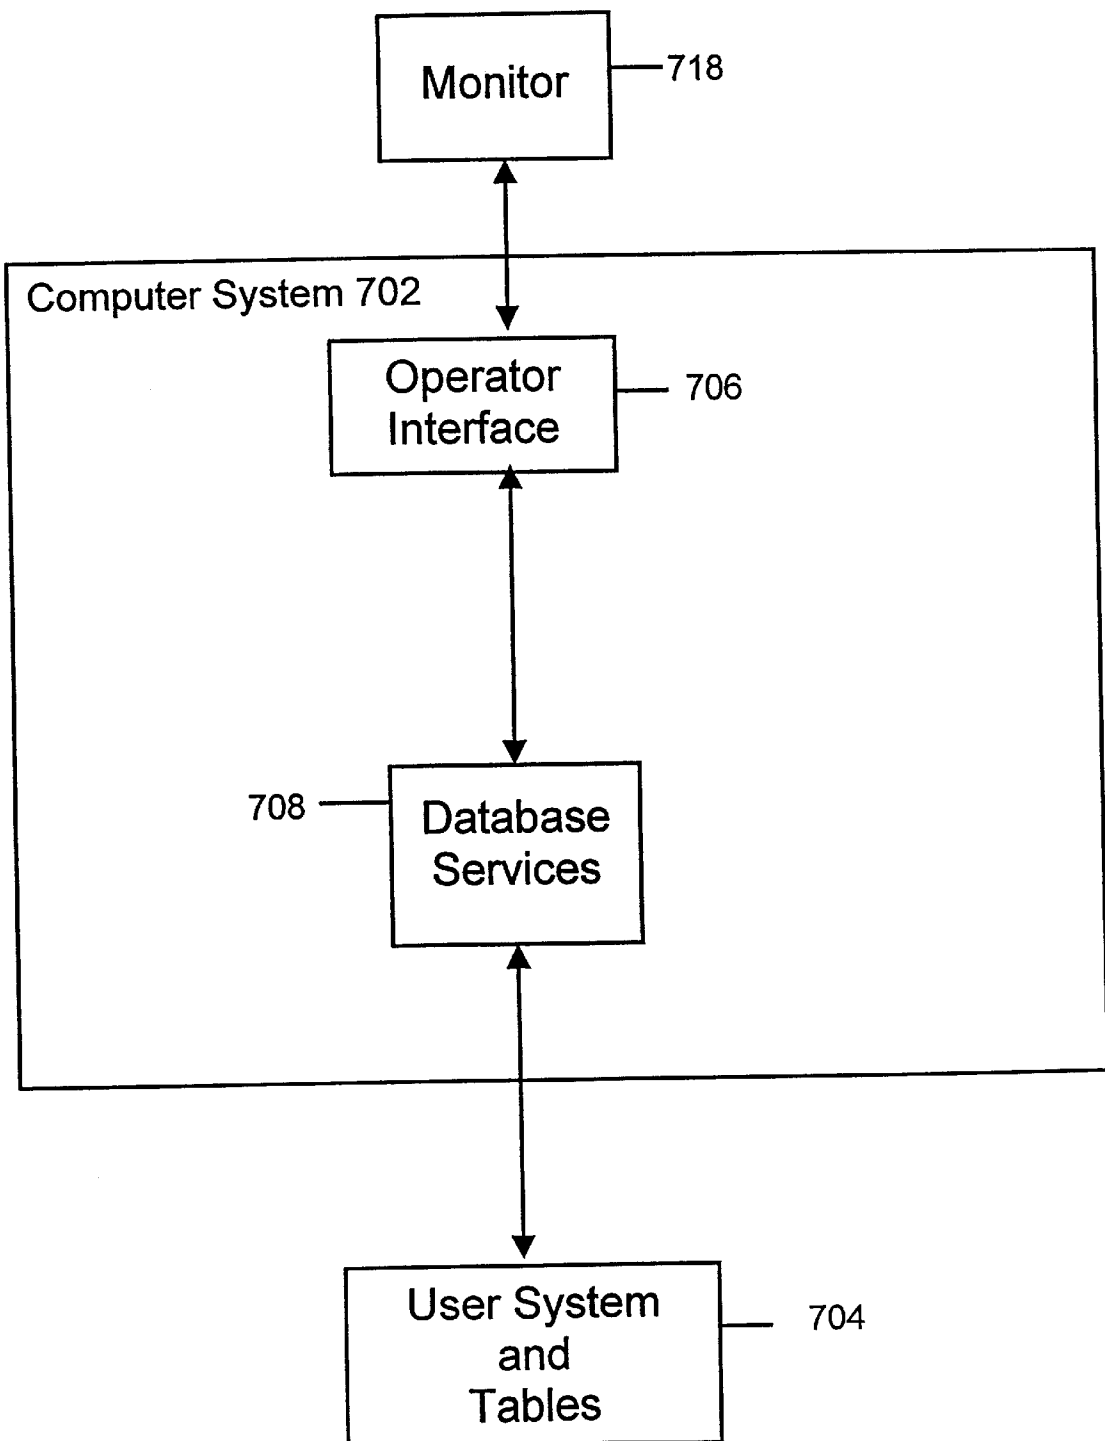 Monitor
718
Computer System 702
Operator
Interface
706
708
Database
Services
User System
and
Tables
704